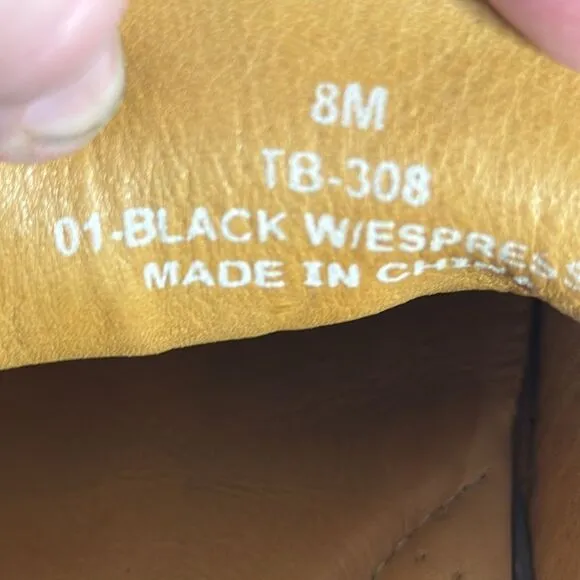 8M
TB-308
01-BLACK W/ESPRESS
MADE IN CHINA